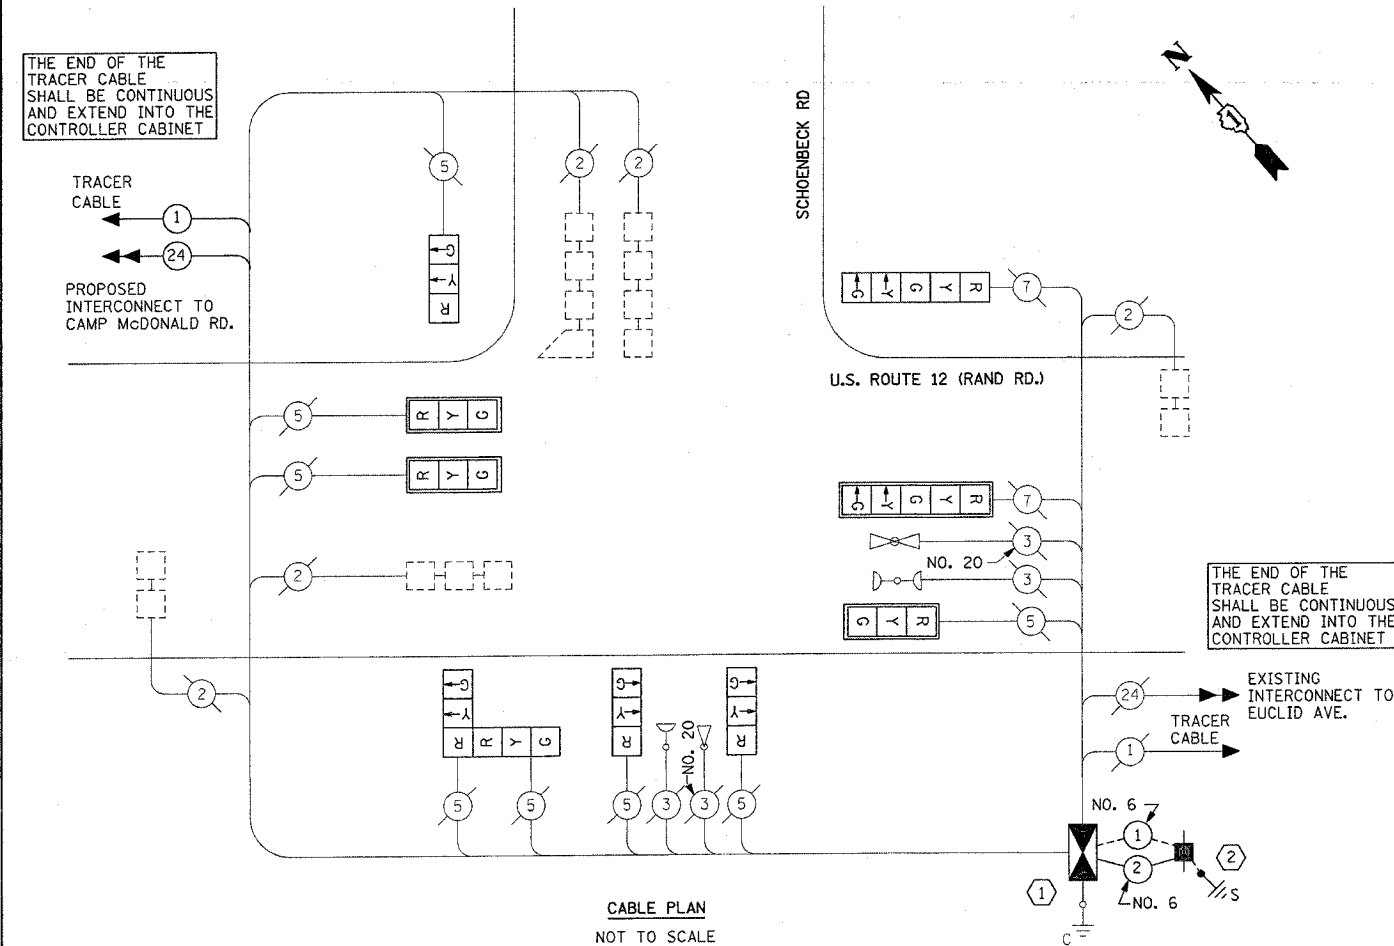 THE END OF THE
TRACER CABLE
SHALL BE CONTINUOUS
AND EXTEND INTO THE
CONTROLLER CABINET
N
1
SCHOENBECK RD
5
2
2
TRACER
CABLE
1
24
PROPOSED
INTERCONNECT TO
CAMP McDONALD RD.
G
Y
R
G Y G Y R
7
2
U.S. ROUTE 12 (RAND RD.)
5
R Y G
5
R Y G
G Y G Y R
7
NO. 20
3
3
2
G Y R
5
THE END OF THE
TRACER CABLE
SHALL BE CONTINUOUS
AND EXTEND INTO THE
CONTROLLER CABINET
2
G
Y
R R Y G
G
Y
R
NO. 20
G
Y
R
24
EXISTING
INTERCONNECT TO
EUCLID AVE.
TRACER
CABLE
1
5
5
5
3
3
5
NO. 6
1
2
2
1
NO. 6
S
C
CABLE PLAN
NOT TO SCALE